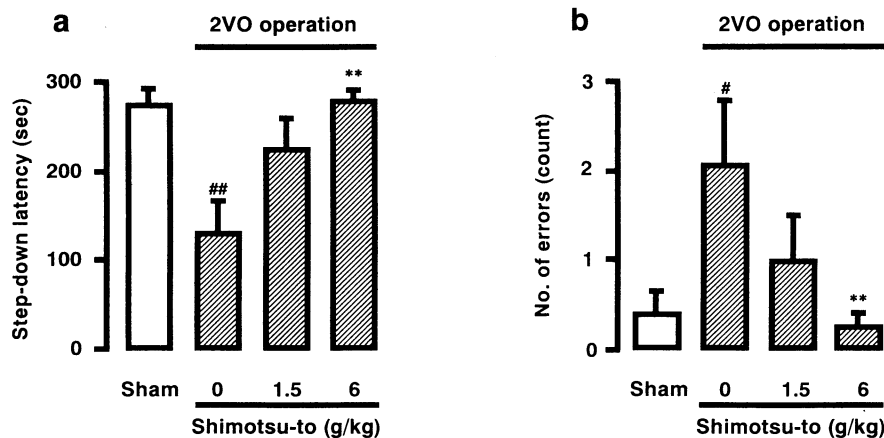 a
2VO operation
Step-down latency (sec)
300
200
100
0
##
**
Sham
0
1.5
6
Shimotsu-to (g/kg)
b
2VO operation
No. of errors (count)
3
2
1
0
#
**
Sham
0
1.5
6
Shimotsu-to (g/kg)